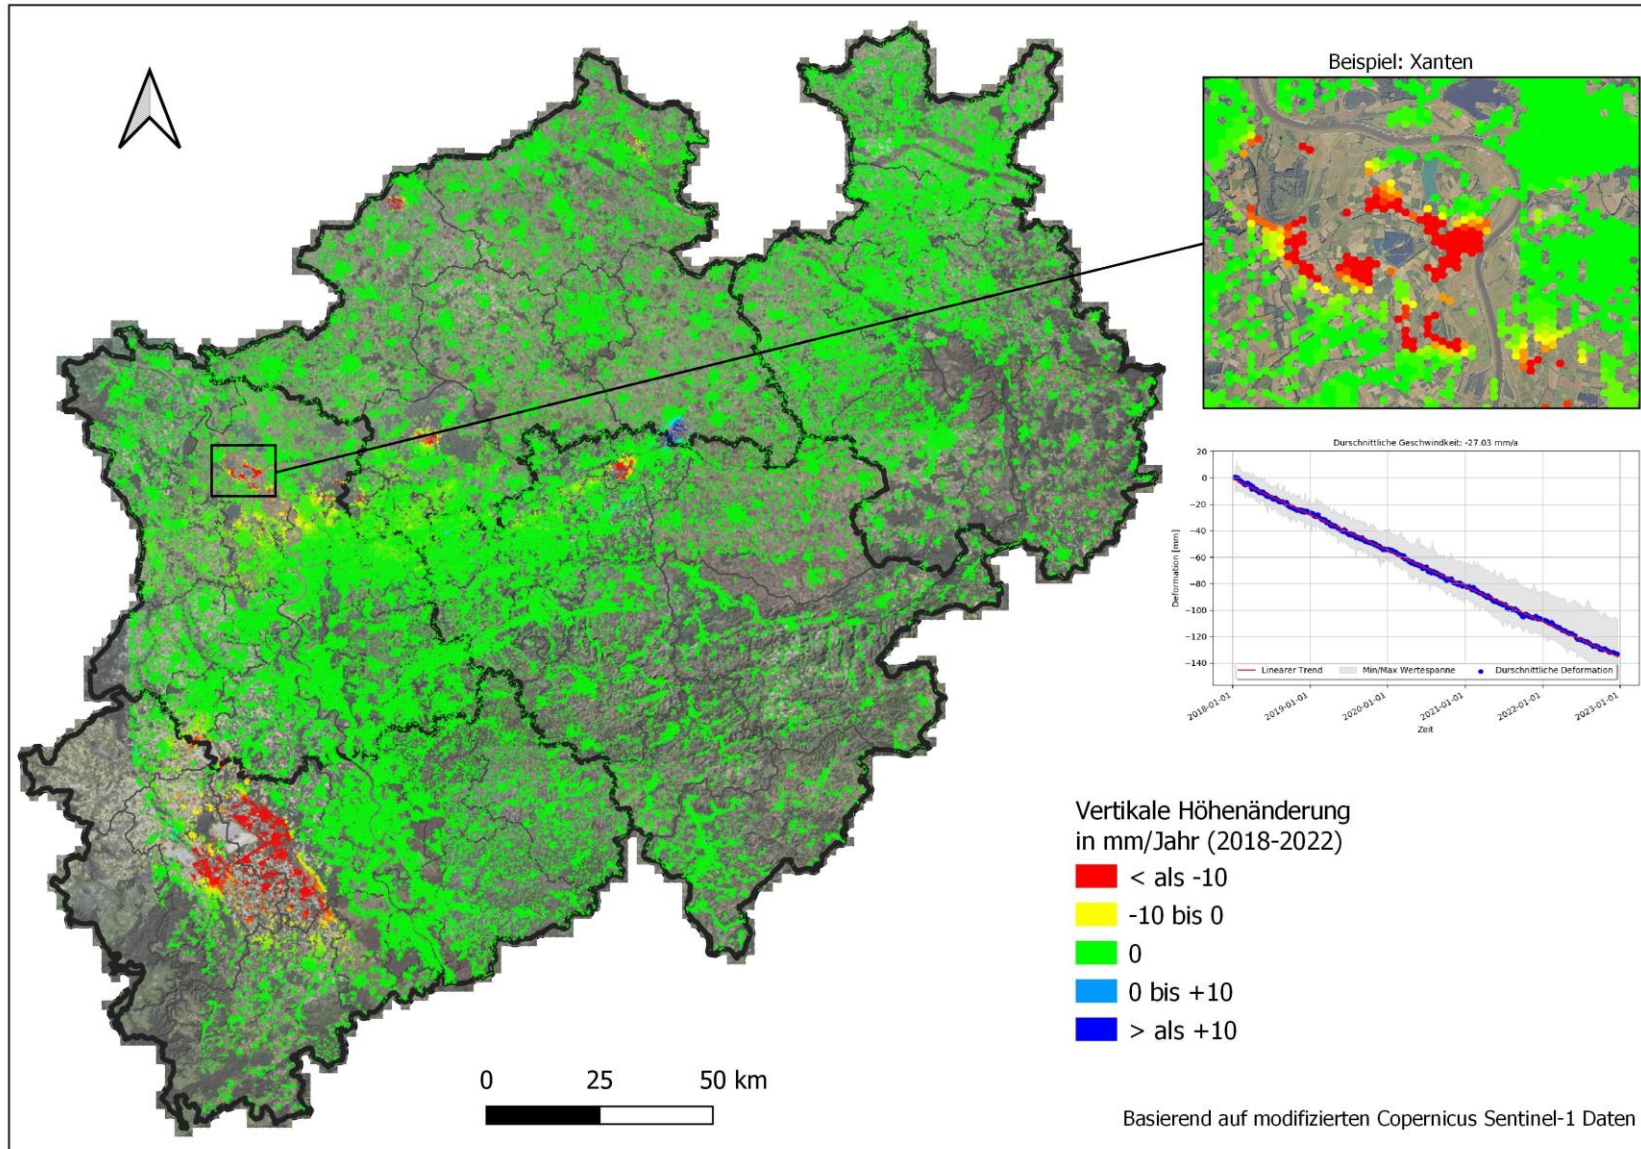 Beispiel: Xanten
Durschnittliche Geschwindkeit: -27.03 mm/a
20
0
−20
−40
−60
−80
−100
−120
−140
Deformation [mm]
Linearer Trend
Min/Max Wertespanne
Durschnittliche Deformation
2018-01-01
2019-01-01
2020-01-01
2021-01-01
2022-01-01
2023-01-01
Zeit
Vertikale Höhenänderung
in mm/Jahr (2018-2022)
< als -10
-10 bis 0
0
0 bis +10
> als +10
0 25 50 km
Basierend auf modifizierten Copernicus Sentinel-1 Daten